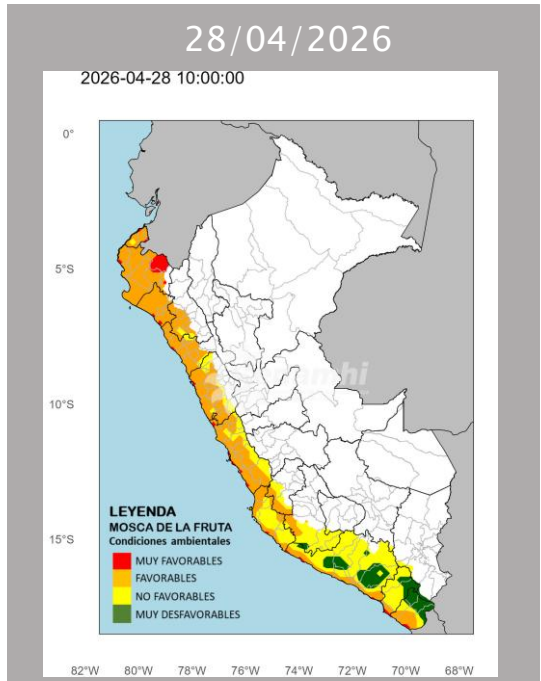 28/04/2026
2026-04-28 10:00:00
0°
5°S
10°S
15°S
LEYENDA
MOSCA DE LA FRUTA
Condiciones ambientales
MUY FAVORABLES
FAVORABLES
NO FAVORABLES
MUY DESFAVORABLES
82°W 80°W 78°W 76°W 74°W 72°W 70°W 68°W